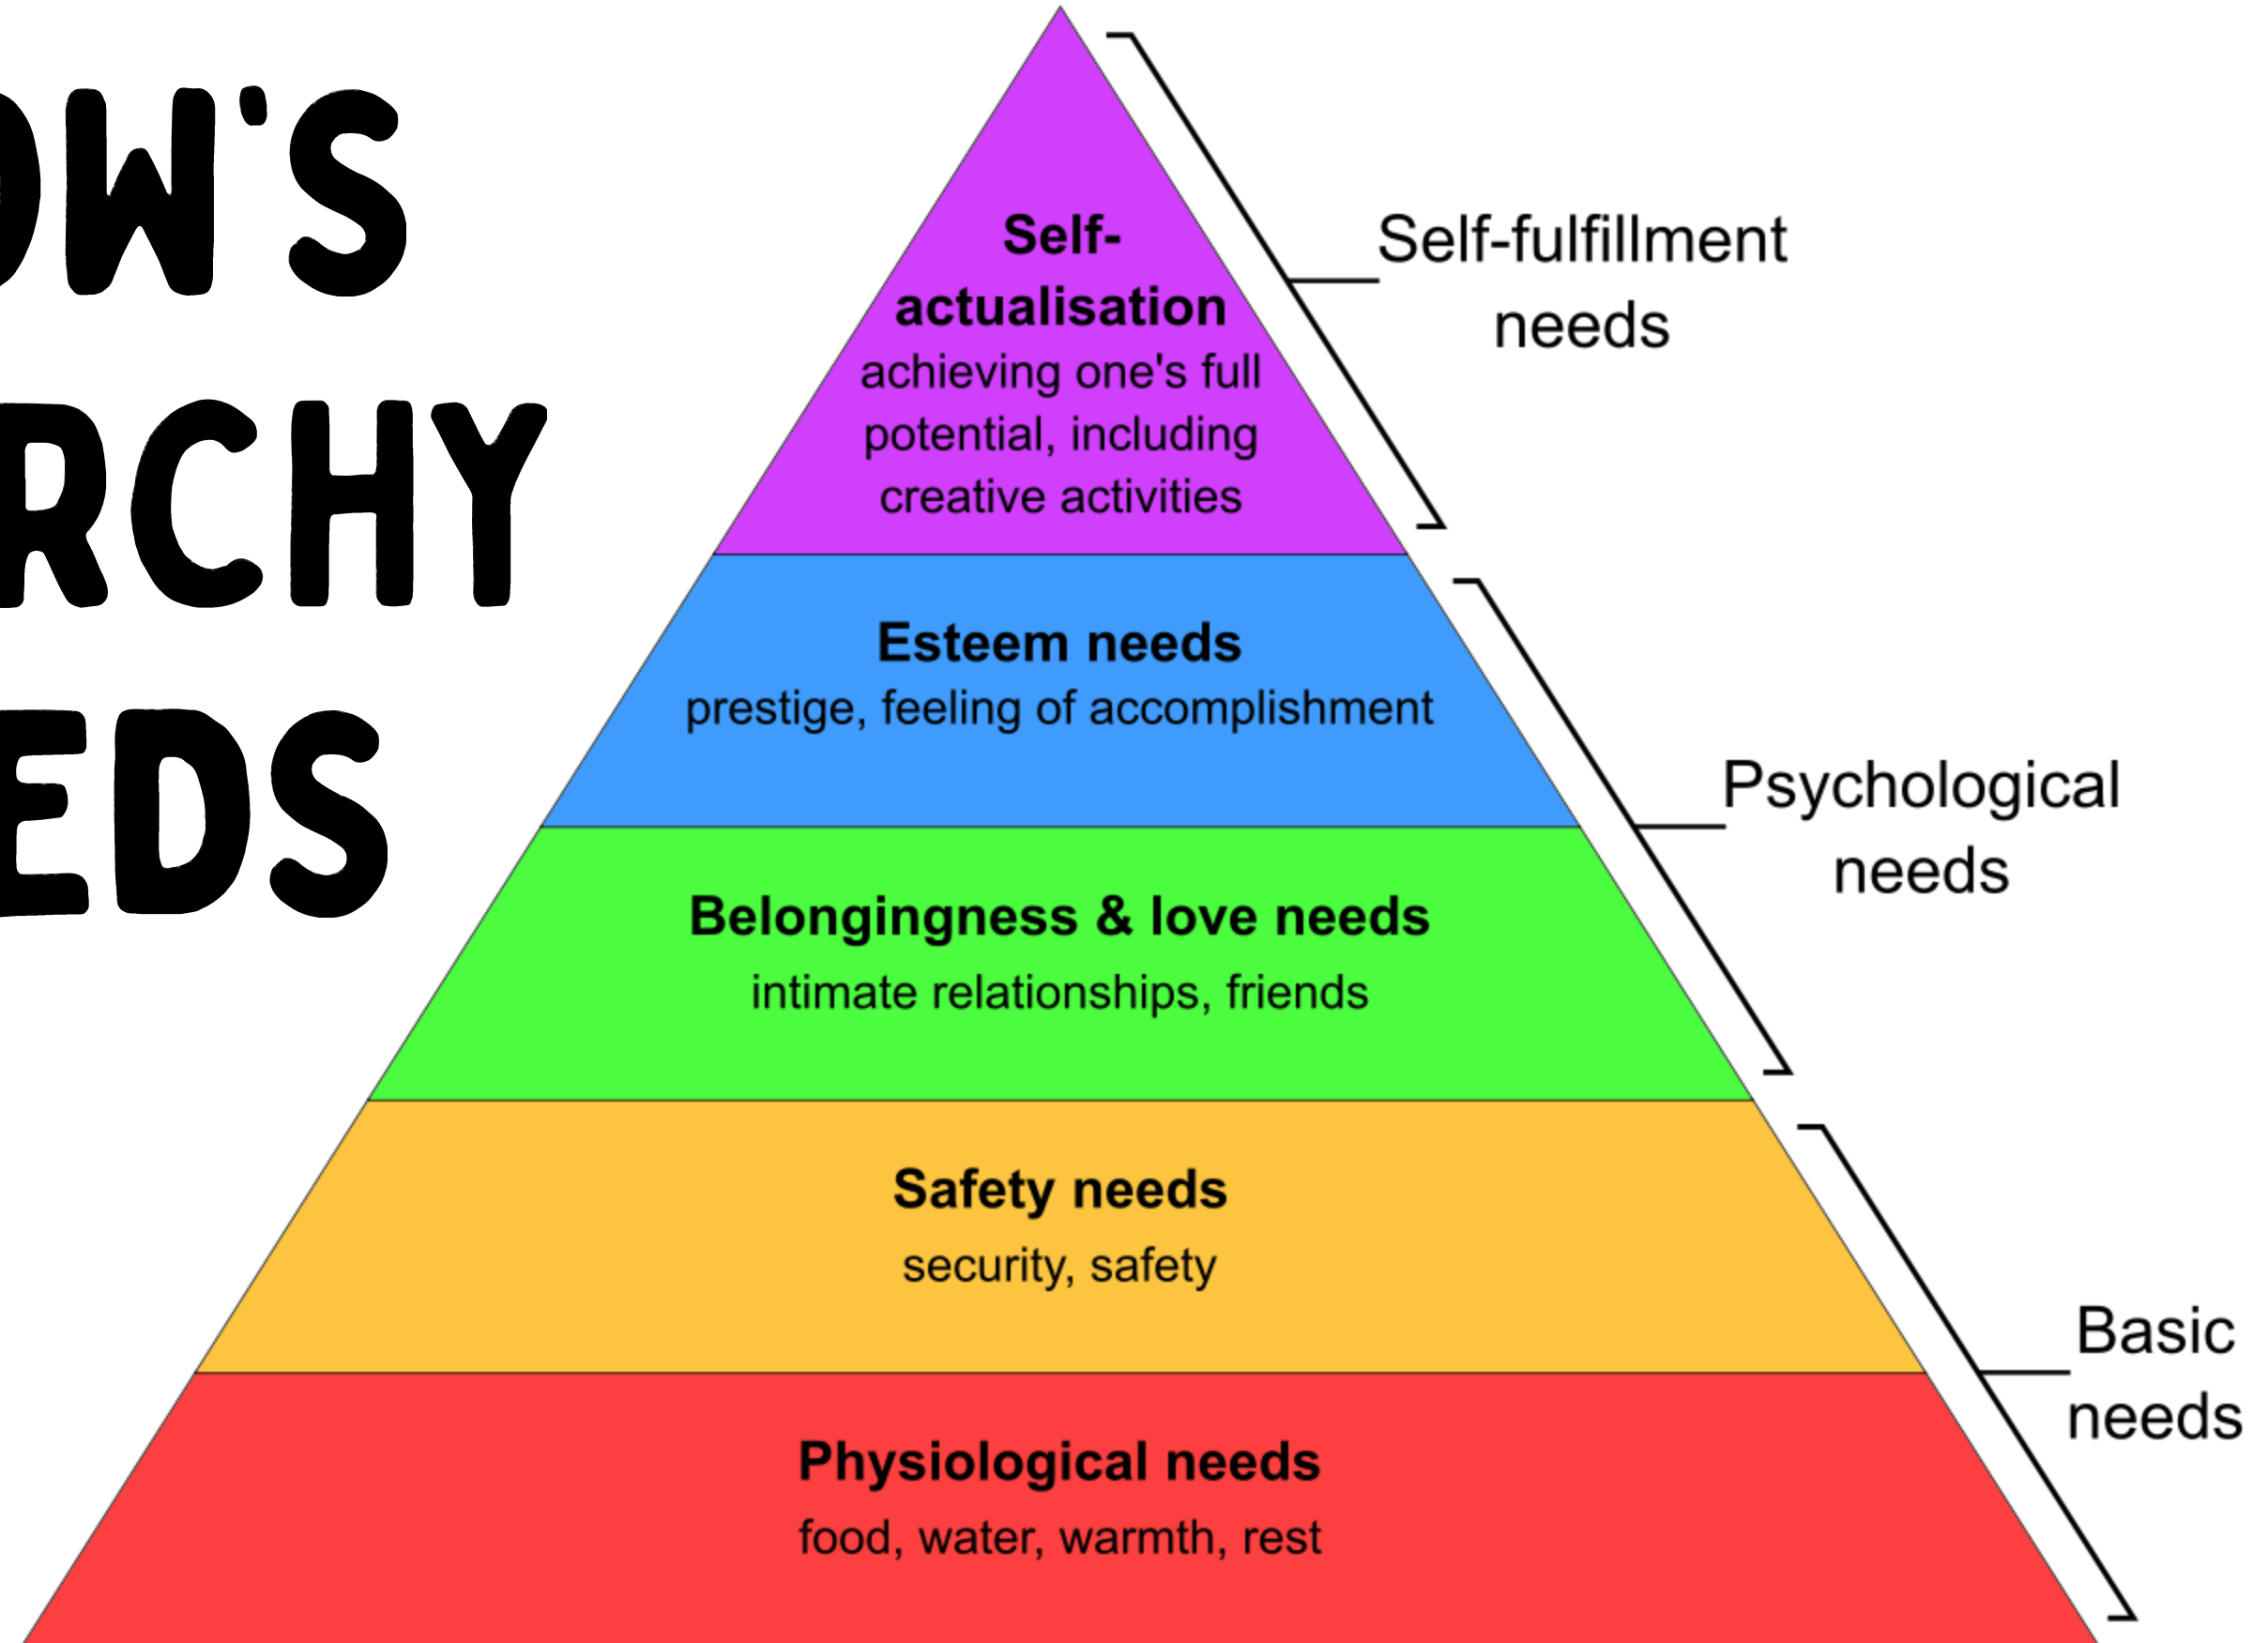 OW'S
RCHY
EDS
Self-
actualisation
achieving one's full
potential, including
creative activities
Esteem needs
prestige, feeling of accomplishment
Belongingness & love needs
intimate relationships, friends
Safety needs
security, safety
Physiological needs
food, water, warmth, rest
Self-fulfillment
needs
Psychological
needs
Basic
needs